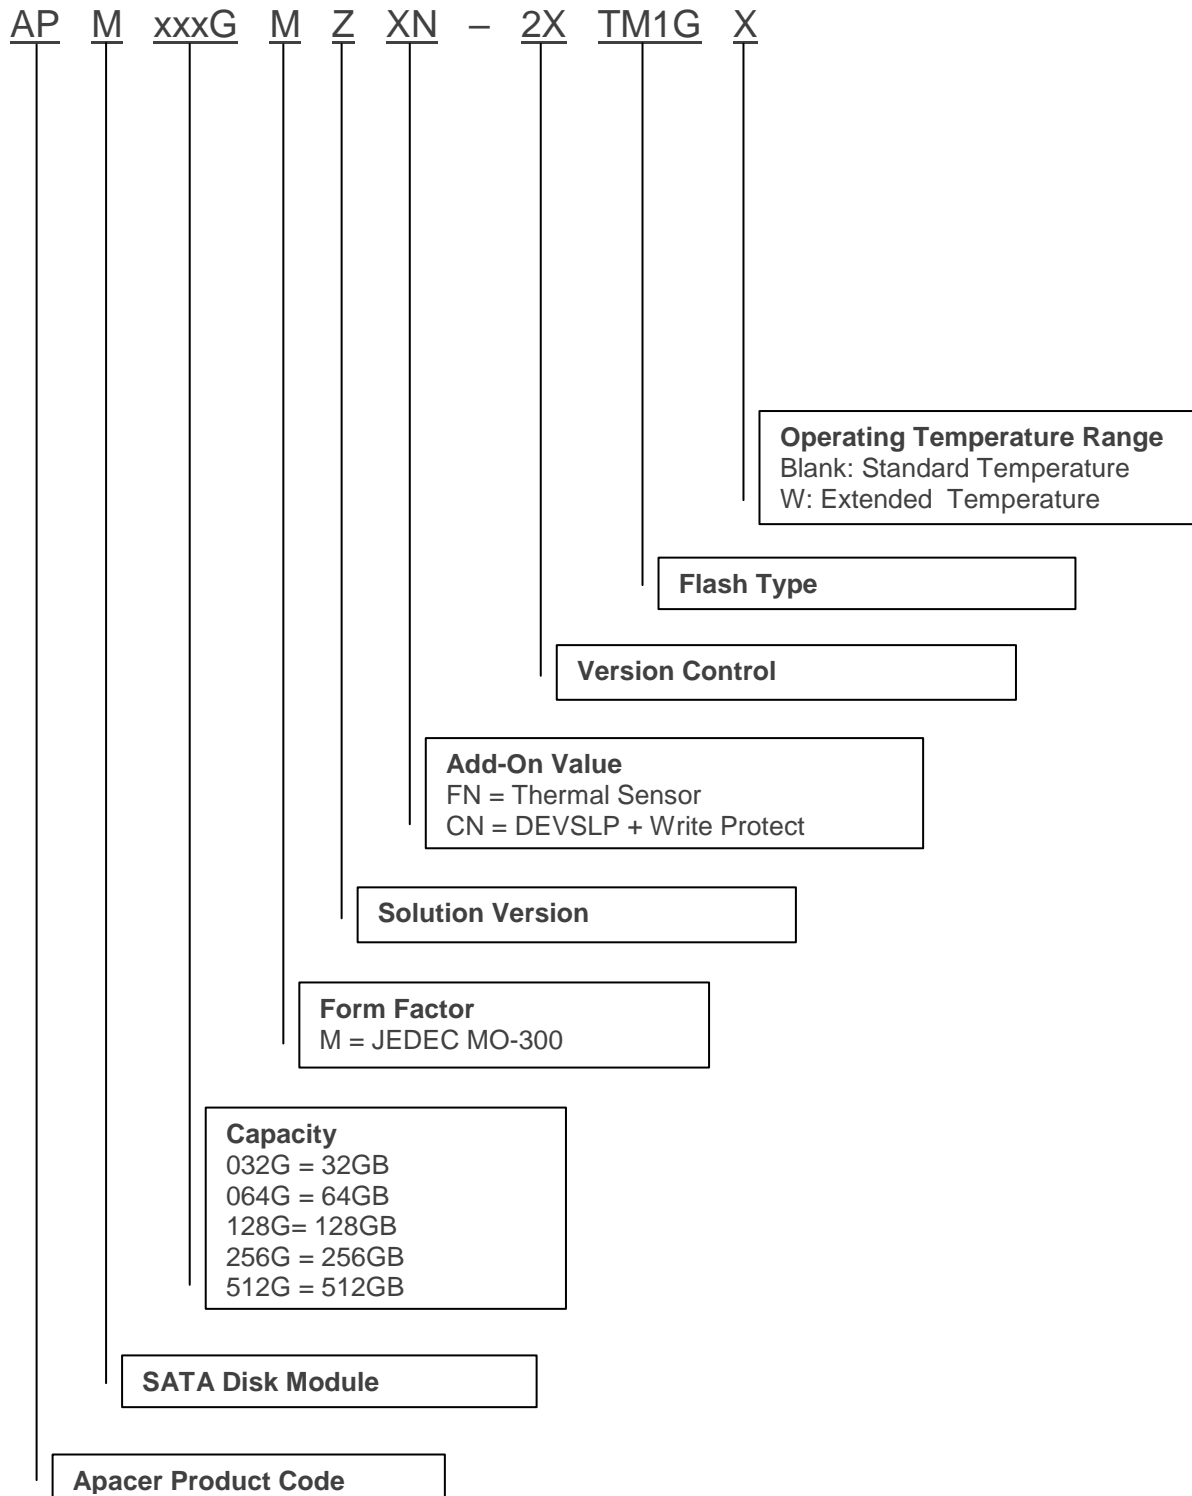 AP M xxxG M Z XN – 2X TM1G X
Operating Temperature Range
Blank: Standard Temperature
W: Extended Temperature
Flash Type
Version Control
Add-On Value
FN = Thermal Sensor
CN = DEVSLP + Write Protect
Solution Version
Form Factor
M = JEDEC MO-300
Capacity
032G = 32GB
064G = 64GB
128G= 128GB
256G = 256GB
512G = 512GB
SATA Disk Module
Apacer Product Code